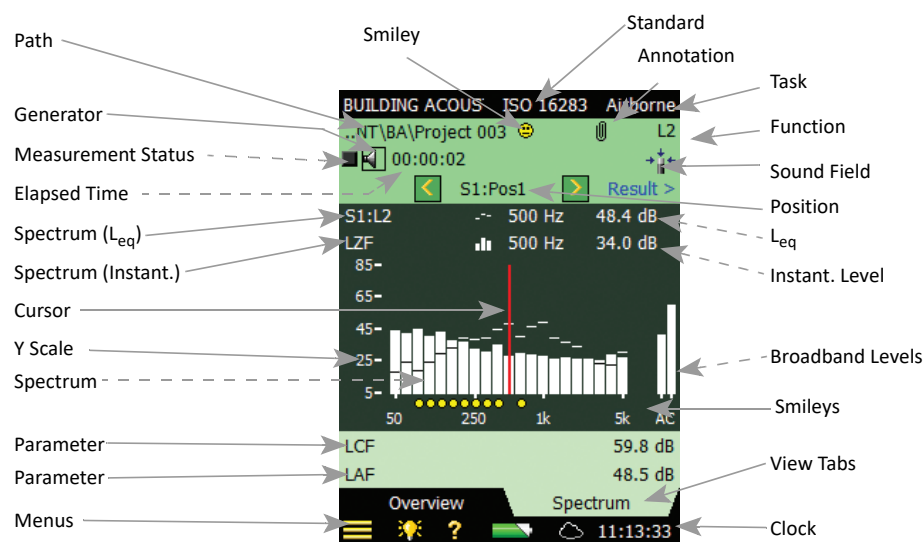 Standard
Smiley
Path
Annotation
Task
BUILDING ACOUS ISO 16283 Airborne
Generator
..NT\BA\Project 003 L2
Function
Measurement Status
00:00:02
Sound Field
Elapsed Time
< S1:Pos1 > Result >
Position
S1:L2 500 Hz 48.4 dB
Spectrum (Leq)
Leq
LZF 500 Hz 34.0 dB
Spectrum (Instant.)
Instant. Level
85-
65-
Cursor
45-
Y Scale
25-
Broadband Levels
Spectrum
5-
Smileys
50 250 1k 5k AC
Parameter
LCF 59.8 dB
Parameter
LAF 48.5 dB
View Tabs
Overview Spectrum
Menus
? 11:13:33
Clock